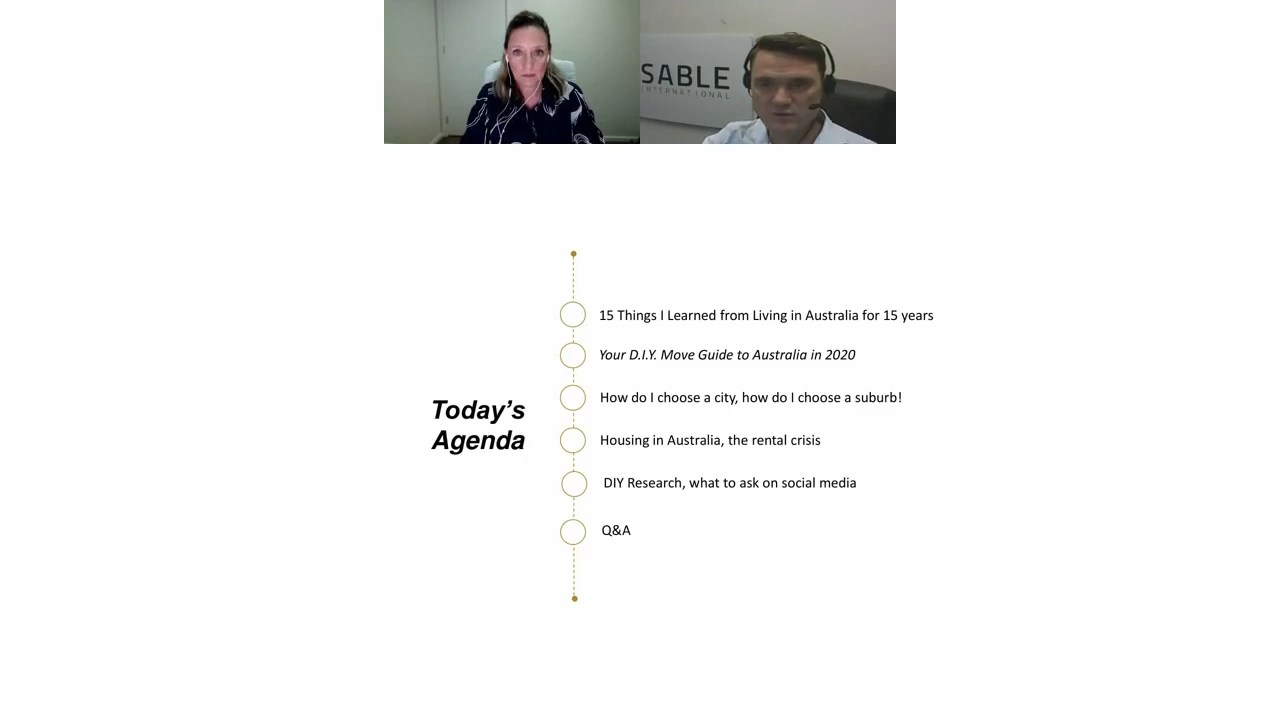 SABLE
INTERNATIONAL
15 Things I Learned from Living in Australia for 15 years
Your D.I.Y. Move Guide to Australia in 2020
How do I choose a city, how do I choose a suburb!
Today’s
Agenda
Housing in Australia, the rental crisis
DIY Research, what to ask on social media
Q&A